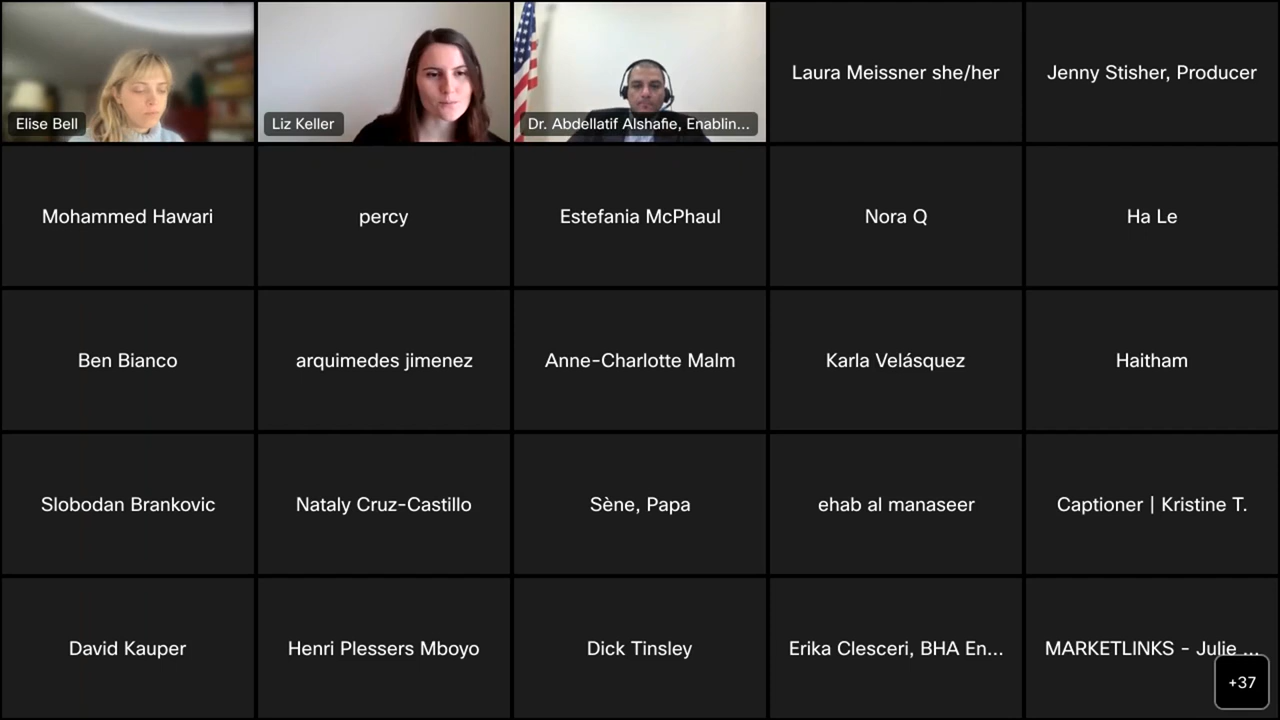 Elise Bell
Liz Keller
Dr. Abdellatif Alshafie, Enablin...
Laura Meissner she/her
Jenny Stisher, Producer
Mohammed Hawari
percy
Estefania McPhaul
Nora Q
Ha Le
Ben Bianco
arquimedes jimenez
Anne-Charlotte Malm
Karla Velásquez
Haitham
Slobodan Brankovic
Nataly Cruz-Castillo
Sène, Papa
ehab al manaseer
Captioner | Kristine T.
David Kauper
Henri Plessers Mboyo
Dick Tinsley
Erika Clesceri, BHA En...
MARKETLINKS - Julie ...
+37